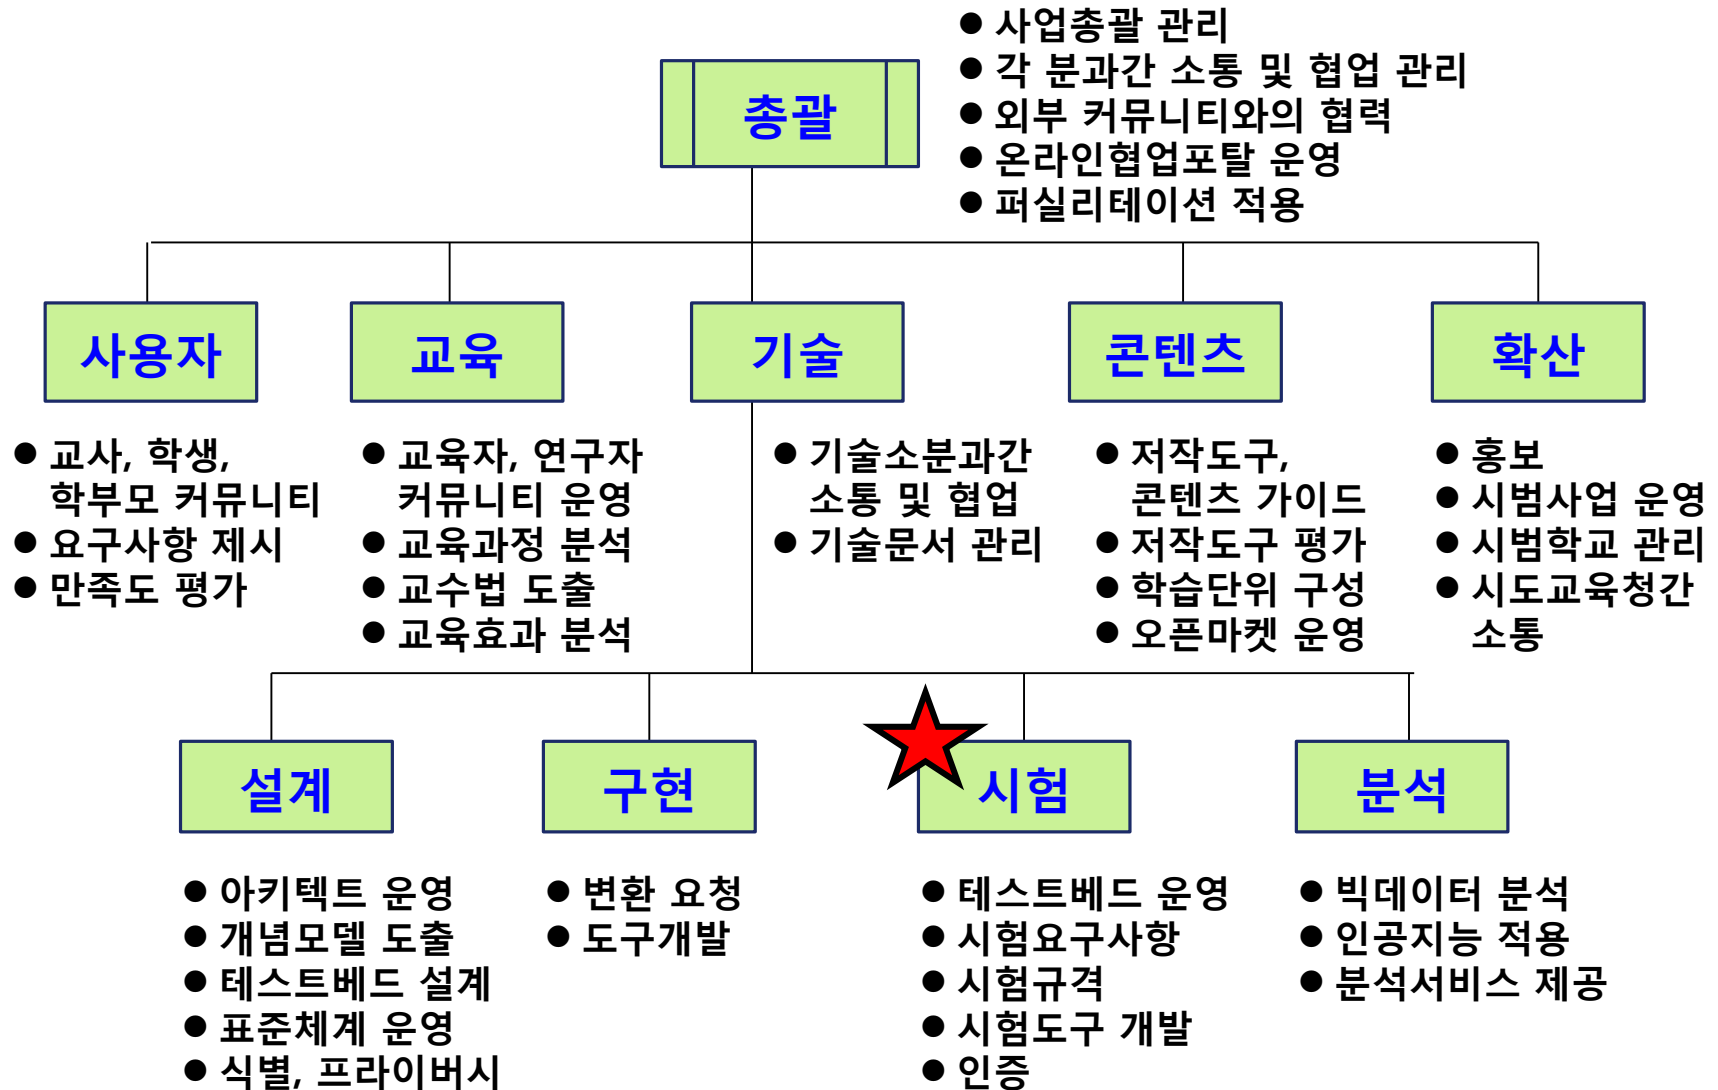 ● 사업총괄 관리
● 각 분과간 소통 및 협업 관리
● 외부 커뮤니티와의 협력
● 온라인협업포탈 운영
● 퍼실리테이션 적용
총괄
사용자
교육
기술
콘텐츠
확산
● 교사, 학생,
학부모 커뮤니티
● 요구사항 제시
● 만족도 평가
● 교육자, 연구자
커뮤니티 운영
● 교육과정 분석
● 교수법 도출
● 교육효과 분석
● 기술소분과간
소통 및 협업
● 기술문서 관리
● 저작도구,
콘텐츠 가이드
● 저작도구 평가
● 학습단위 구성
● 오픈마켓 운영
● 홍보
● 시범사업 운영
● 시범학교 관리
● 시도교육청간
소통
설계
구현
시험
분석
● 아키텍트 운영
● 개념모델 도출
● 테스트베드 설계
● 표준체계 운영
● 식별, 프라이버시
● 변환 요청
● 도구개발
● 테스트베드 운영
● 시험요구사항
● 시험규격
● 시험도구 개발
● 인증
● 빅데이터 분석
● 인공지능 적용
● 분석서비스 제공